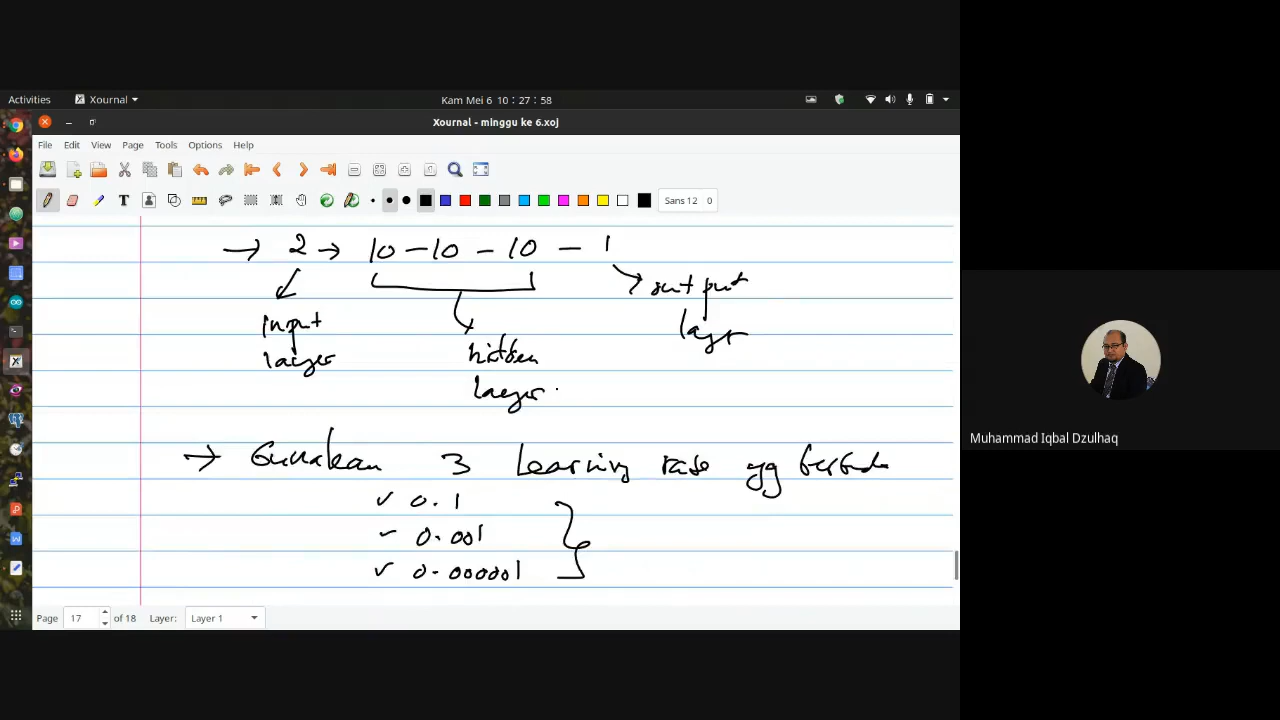 Activities Xournal Kam Mei 6 10:27:58
Xournal - minggu ke 6.xoj
File Edit View Page Tools Options Help
Sans 12 0
→ 2 → 10 - 10 - 10 - 1
output
input layer
layer hidden
layer
→ Gunakan 3 learning rate yg berbeda
✓ 0.1
✓ 0.001
✓ 0.000001
Page 17 of 18 Layer: Layer 1
Muhammad Iqbal Dzulhaq